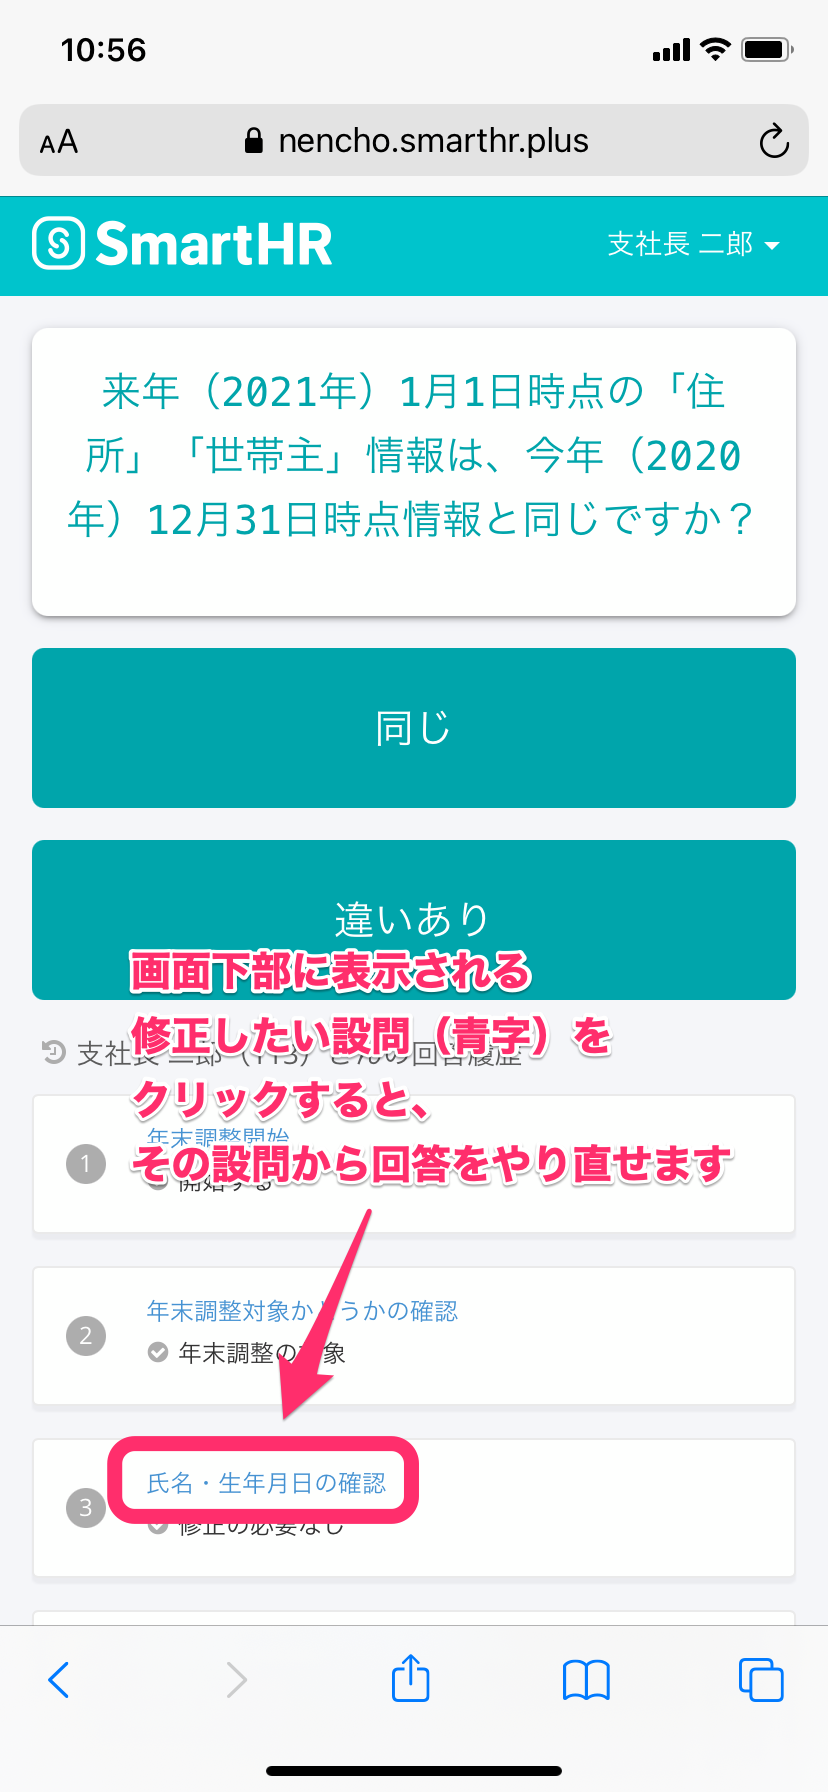 10:56
AA nencho.smarthr.plus
SmartHR 支社長 二郎
来年（2021年）1月1日時点の「住
所」「世帯主」情報は、今年（2020
年）12月31日時点情報と同じですか？
同じ
違いあり
画面下部に表示される
修正したい設問（青字）を
クリックすると、
その設問から回答をやり直せます
支社長 二郎 の回答履歴
1
年末調整開始
開始する
2
年末調整対象かどうかの確認
年末調整の対象
3
氏名・生年月日の確認
修正の必要なし